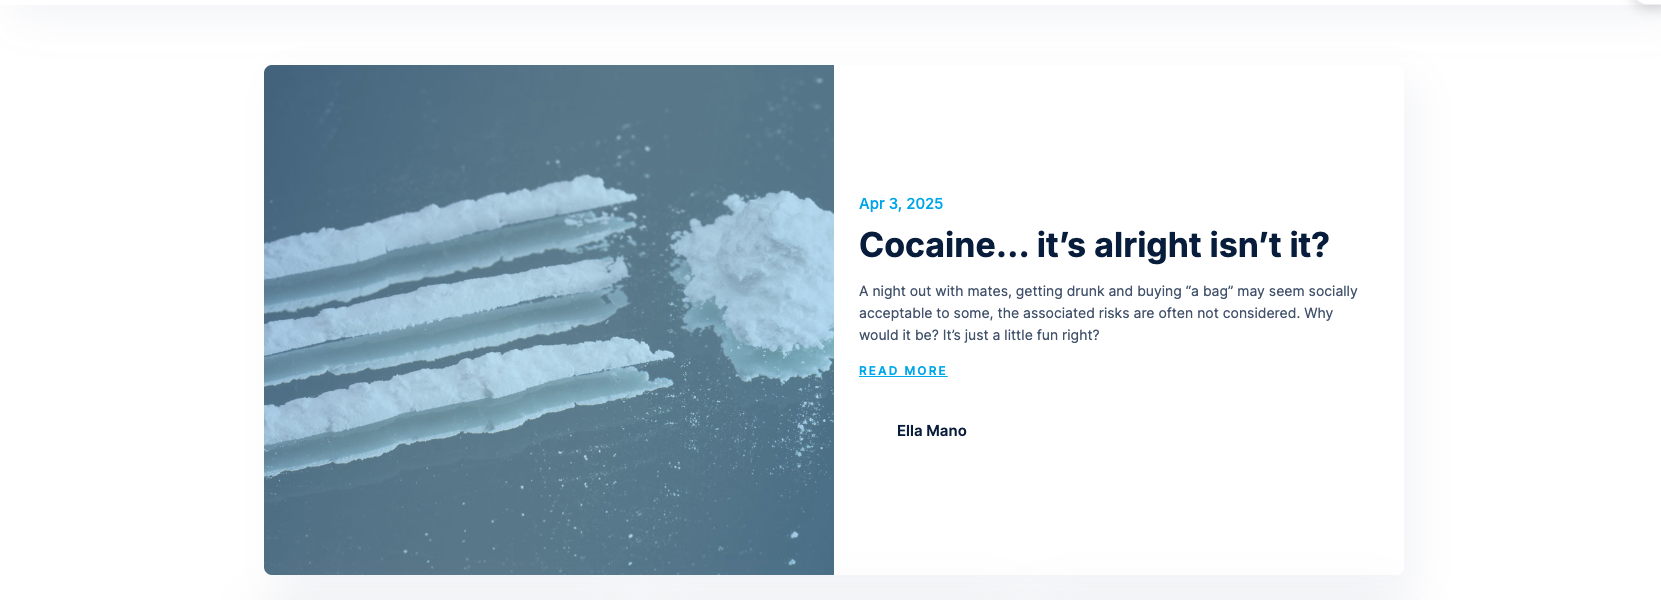 Apr 3, 2025
Cocaine… it’s alright isn’t it?
A night out with mates, getting drunk and buying “a bag” may seem socially
acceptable to some, the associated risks are often not considered. Why
would it be? It’s just a little fun right?
READ MORE
Ella Mano